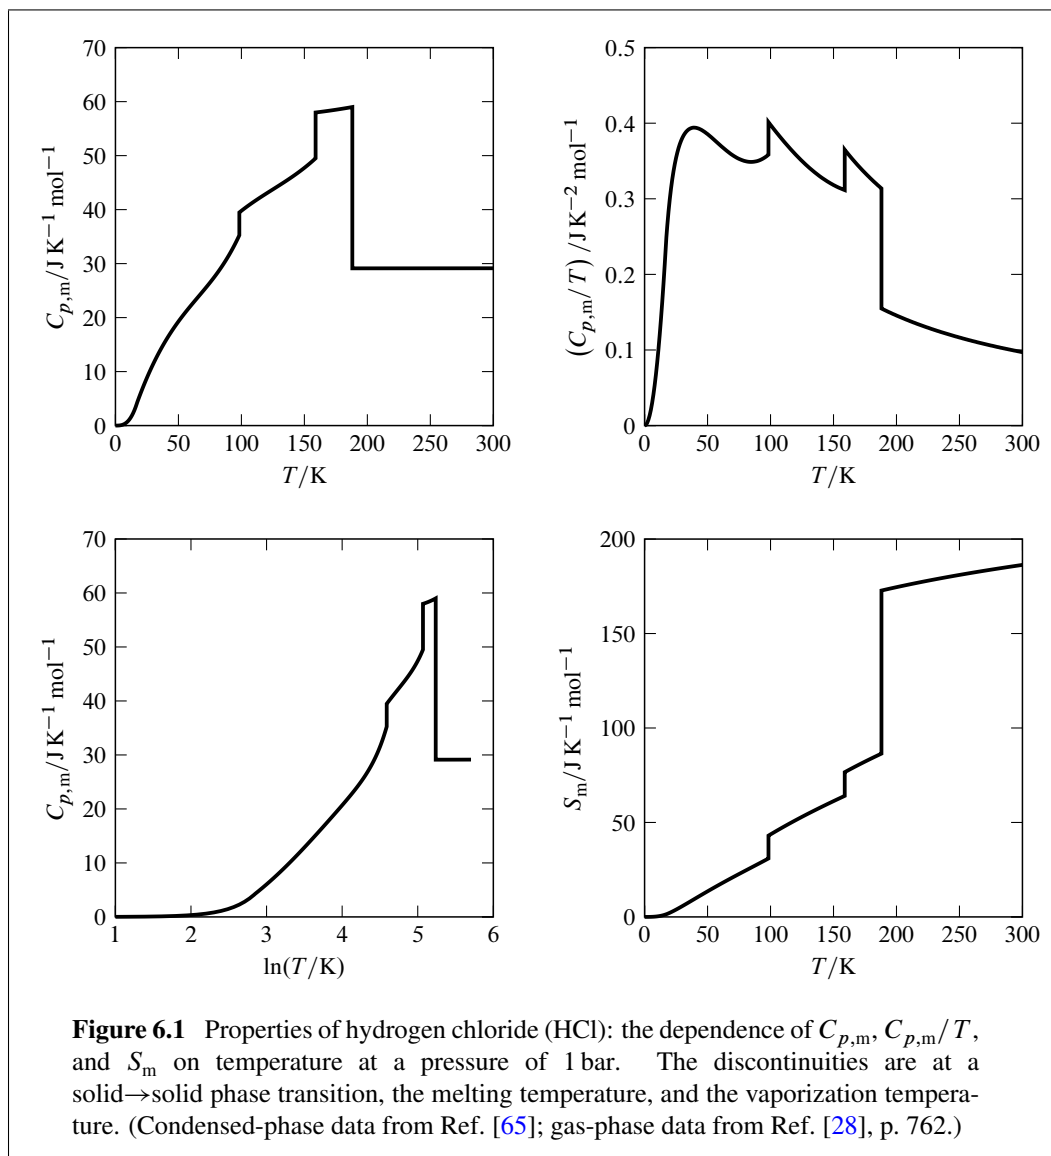 70
60
50
40
30
20
10
0
0 50 100 150 200 250 300
T/K
C_{p,m}/J K^{−1} mol^{−1}
0.5
0.4
0.3
0.2
0.1
0.0
0 50 100 150 200 250 300
T/K
(C_{p,m}/T)/J K^{−2} mol^{−1}
70
60
50
40
30
20
10
0
1 2 3 4 5 6
ln(T/K)
C_{p,m}/J K^{−1} mol^{−1}
200
150
100
50
0
0 50 100 150 200 250 300
T/K
S_m/J K^{−1} mol^{−1}
Figure 6.1 Properties of hydrogen chloride (HCl): the dependence of C_{p,m}, C_{p,m}/T,
and S_m on temperature at a pressure of 1 bar. The discontinuities are at a
solid→solid phase transition, the melting temperature, and the vaporization tempera-
ture. (Condensed-phase data from Ref. [65]; gas-phase data from Ref. [28], p. 762.)